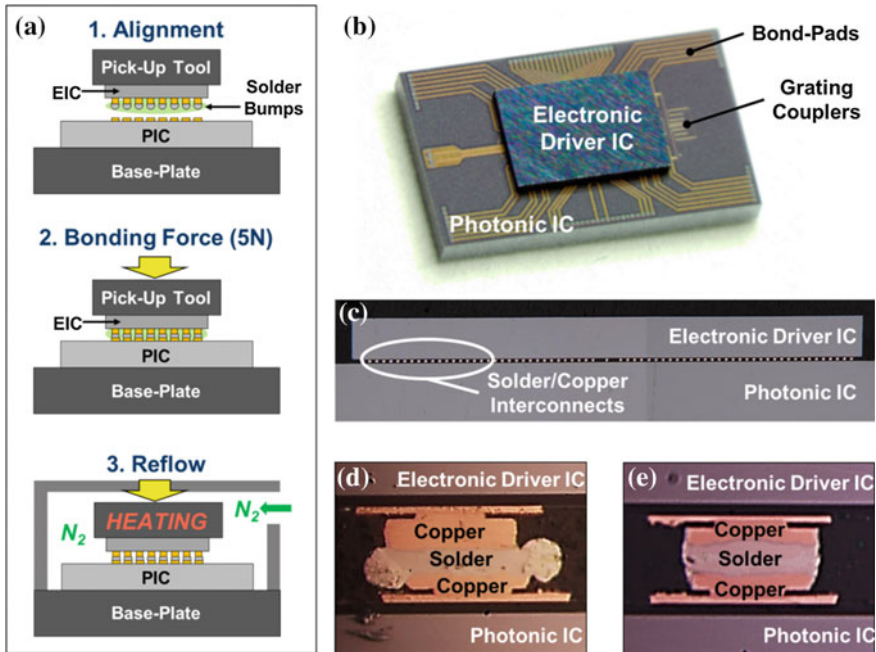 (a)
1. Alignment
Pick-Up Tool
EIC
Solder
Bumps
PIC
Base-Plate
2. Bonding Force (5N)
Pick-Up Tool
EIC
PIC
Base-Plate
3. Reflow
N2
HEATING
N2
PIC
Base-Plate
(b)
Bond-Pads
Grating
Couplers
Electronic
Driver IC
Photonic IC
(c)
Electronic Driver IC
Solder/Copper
Interconnects
Photonic IC
(d)
Electronic Driver IC
Copper
Solder
Copper
Photonic IC
(e)
Electronic Driver IC
Copper
Solder
Copper
Photonic IC